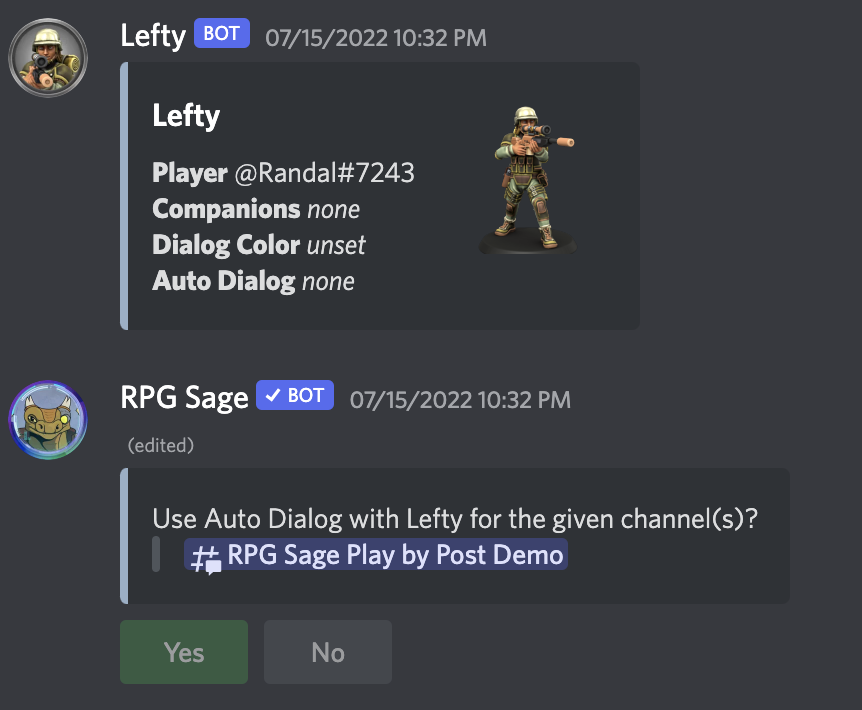 Lefty BOT 07/15/2022 10:32 PM
Lefty
Player @Randal#7243
Companions none
Dialog Color unset
Auto Dialog none
RPG Sage ✓ BOT 07/15/2022 10:32 PM
(edited)
Use Auto Dialog with Lefty for the given channel(s)?
# RPG Sage Play by Post Demo
Yes No